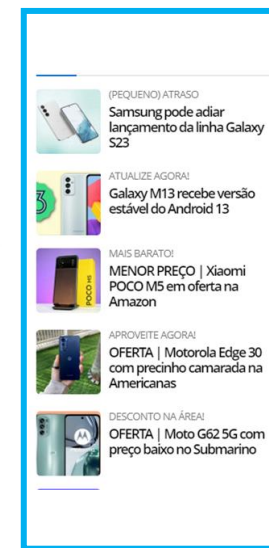 (PEQUENO) ATRASO
Samsung pode adiar
lançamento da linha Galaxy
S23
ATUALIZE AGORA!
Galaxy M13 recebe versão
estável do Android 13
MAIS BARATO!
MENOR PREÇO | Xiaomi
POCO M5 em oferta na
Amazon
POCO M5
APROVEITE AGORA!
OFERTA | Motorola Edge 30
com precinho camarada na
Americanas
DESCONTO NA ÁREA!
OFERTA | Moto G62 5G com
preço baixo no Submarino